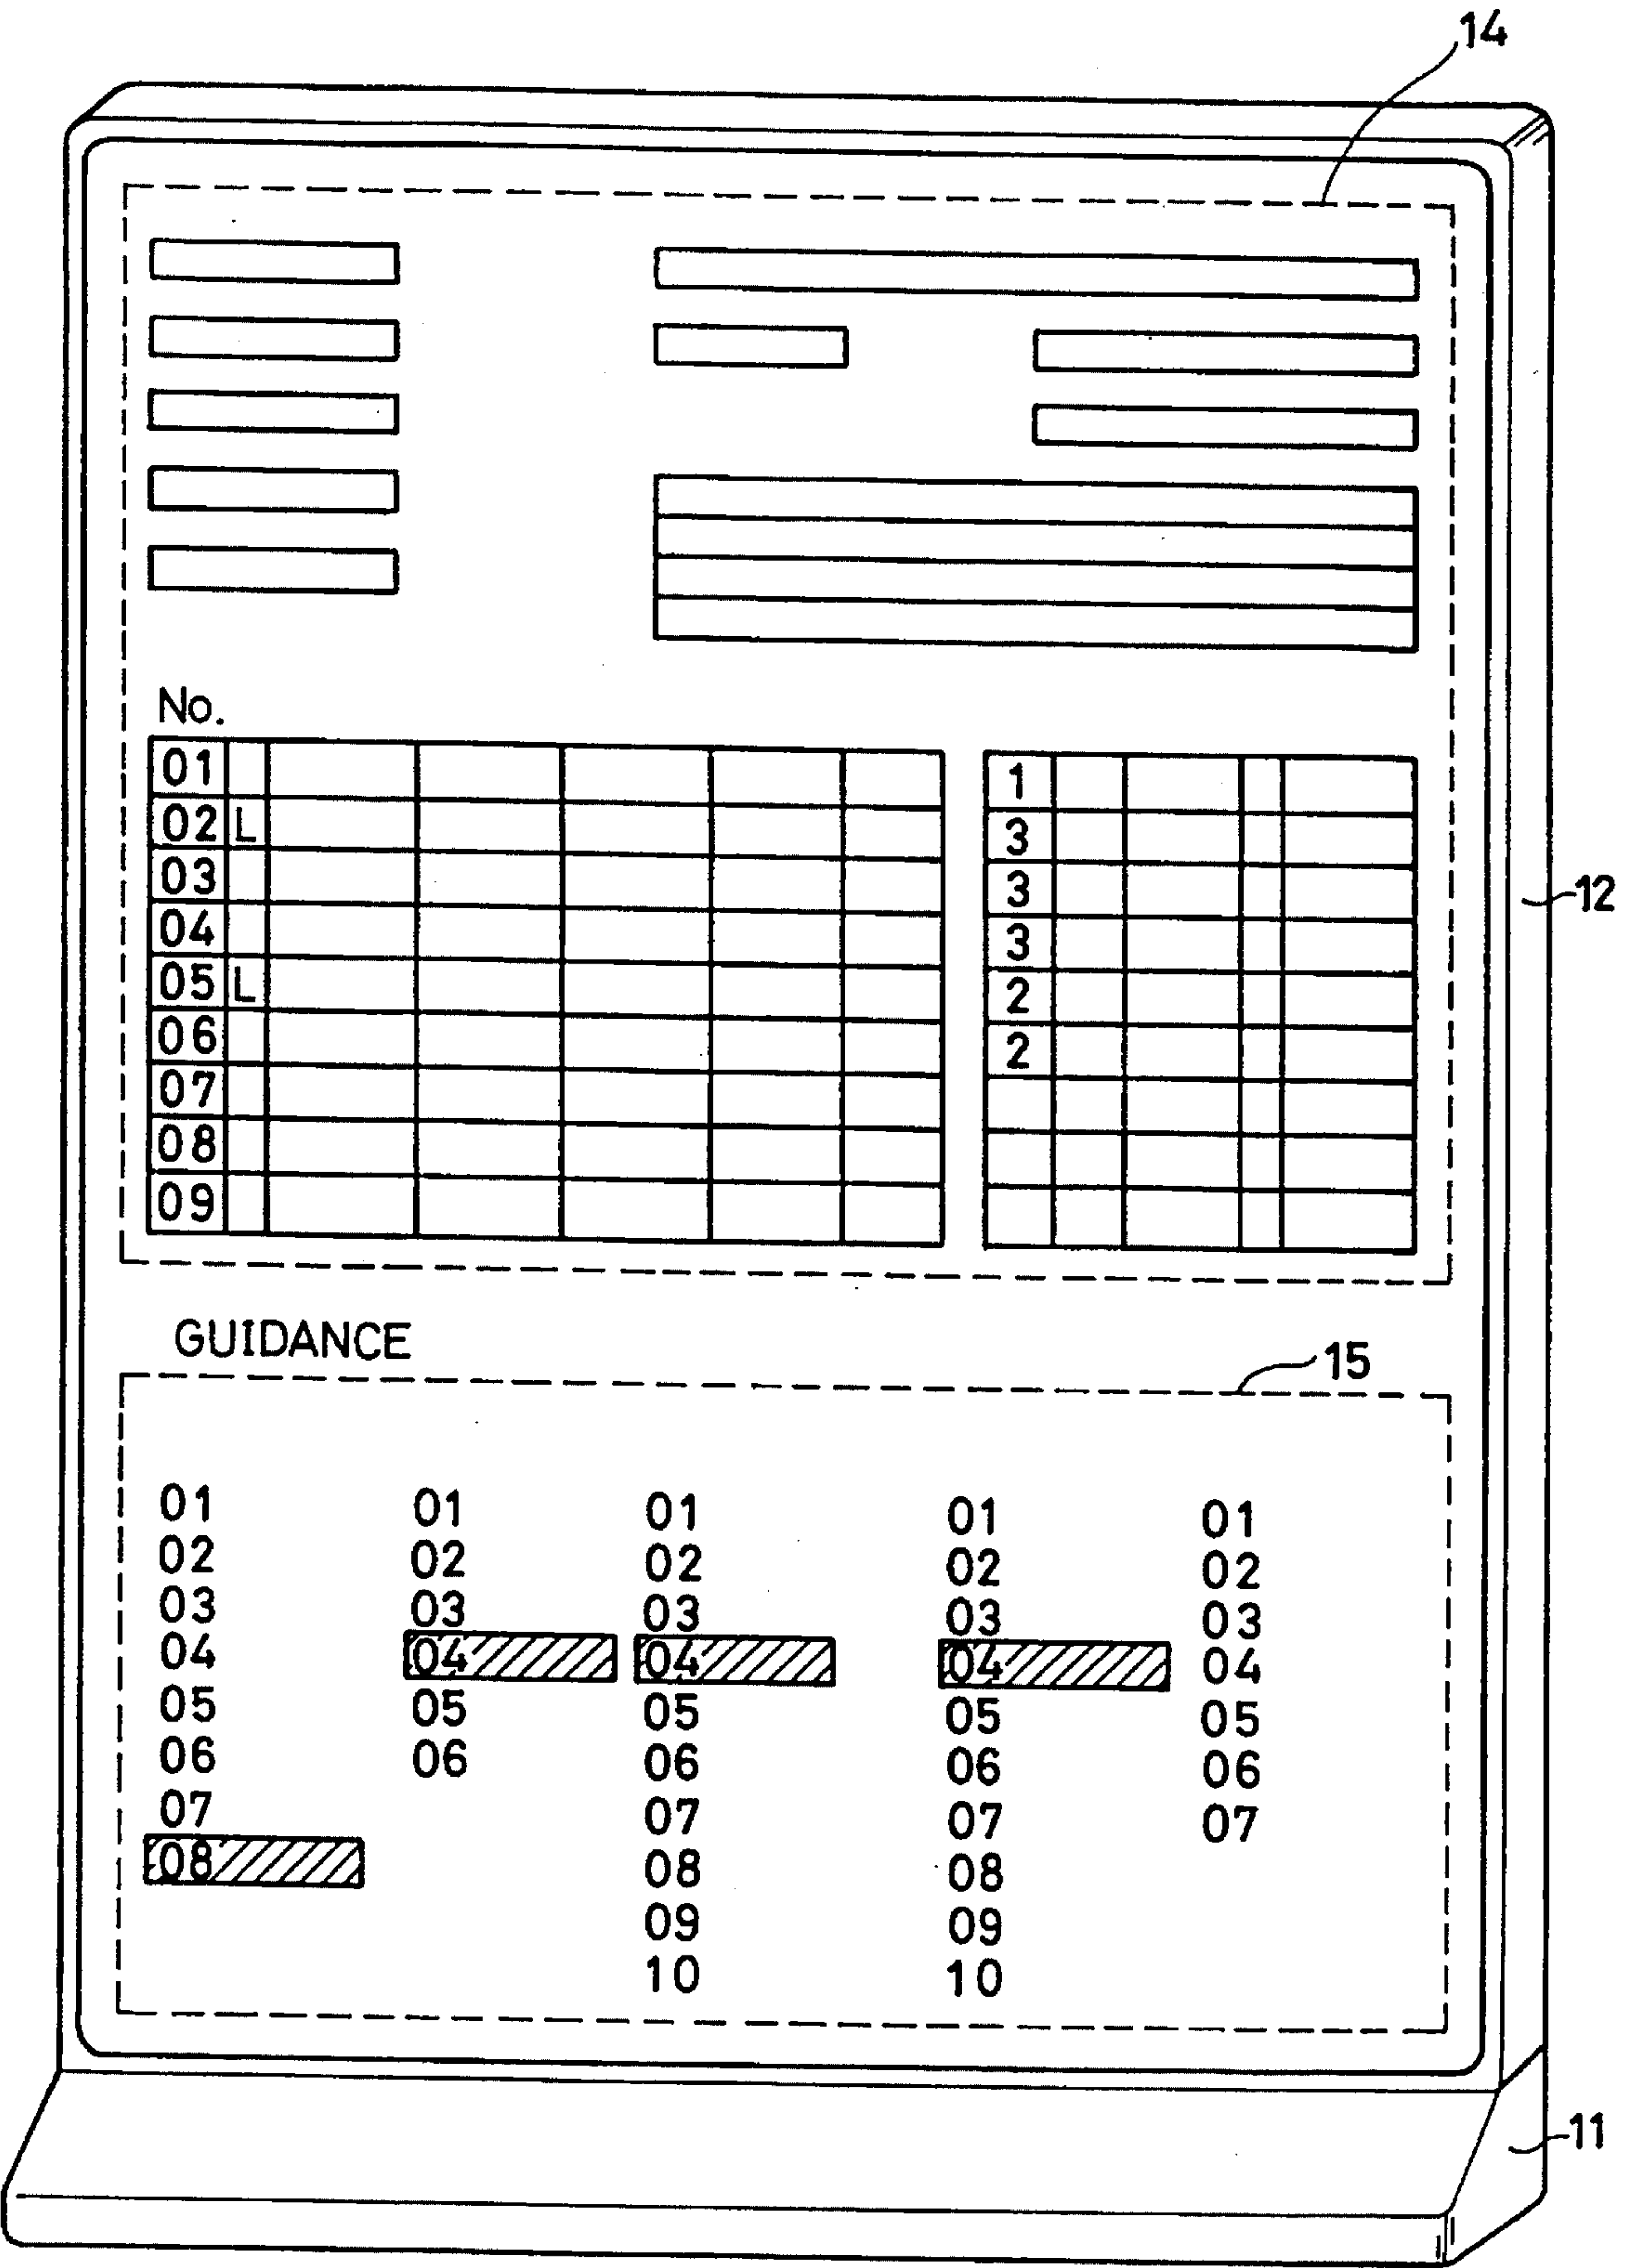 14
No.
01 1
02 L 3
03 3
04 3
05 L 2
06 2
07
08
09
12
GUIDANCE
15
01 01 01 01 01
02 02 02 02 02
03 03 03 03 03
04 04 04 04 04
05 05 05 05 05
06 06 06 06 06
07 07 07 07
08 08 08
09 09
10 10
11